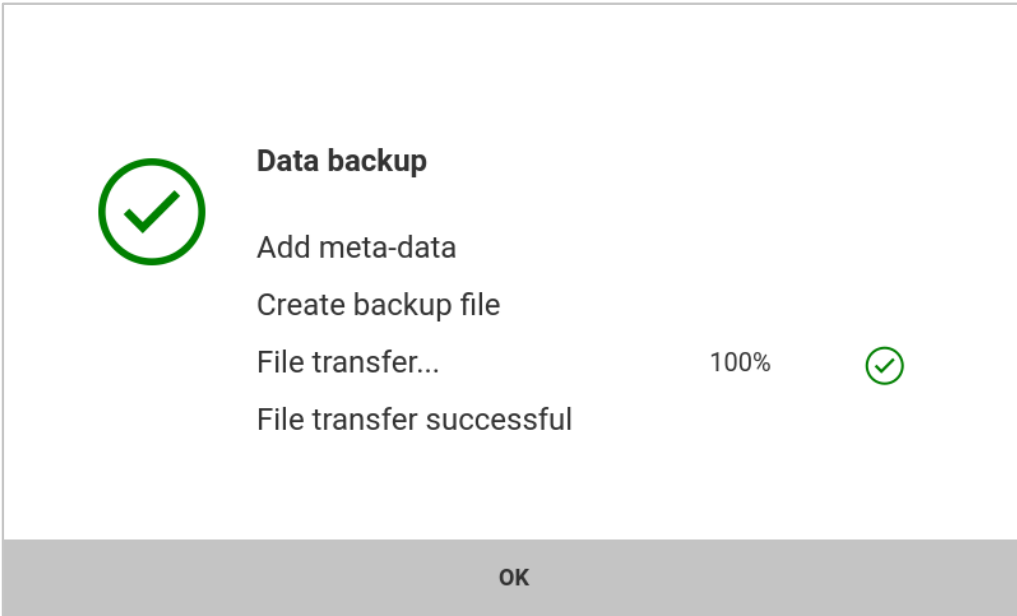 Data backup
Add meta-data
Create backup file
File transfer... 100%
File transfer successful
OK